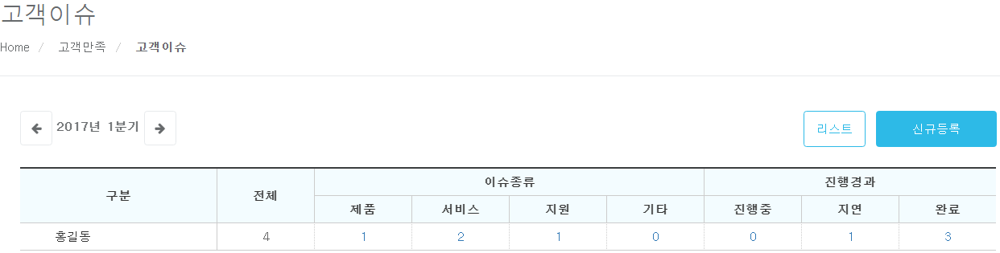 고객이슈
Home / 고객만족 / 고객이슈
2017년 1분기 리스트 신규등록
구분 전체 이슈종류 진행경과
제품 서비스 지원 기타 진행중 지연 완료
홍길동 4 1 2 1 0 0 1 3